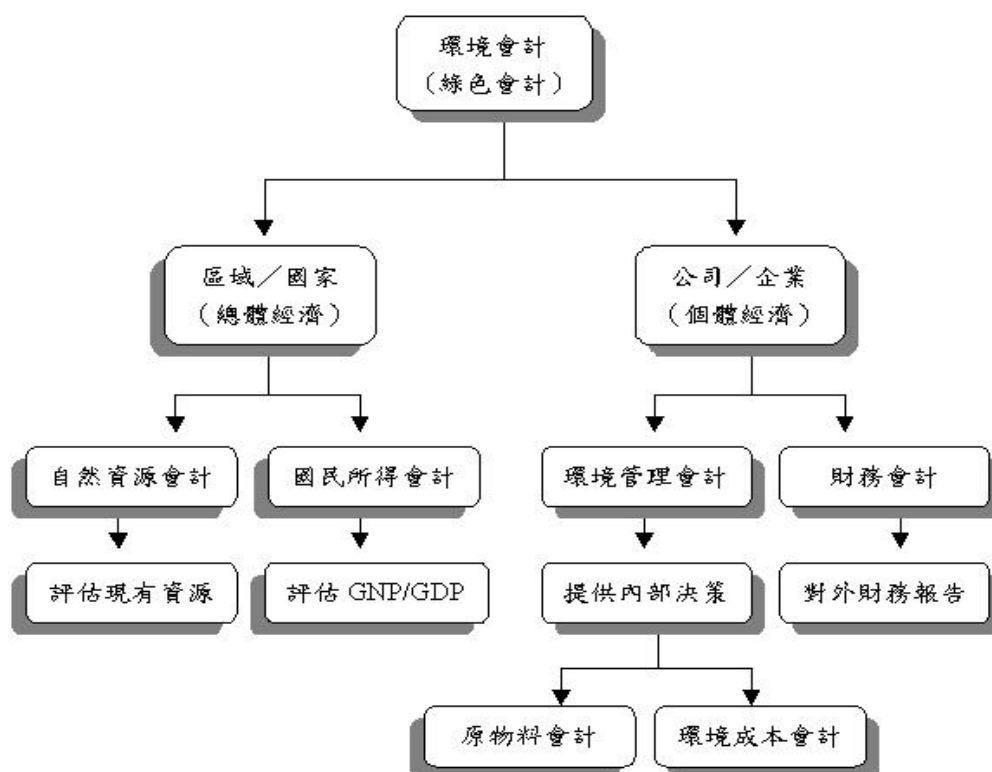 環境會計
(綠色會計)
區域／國家
(總體經濟)
公司／企業
(個體經濟)
自然資源會計
國民所得會計
環境管理會計
財務會計
評估現有資源
評估 GNP/GDP
提供內部決策
對外財務報告
原物料會計
環境成本會計